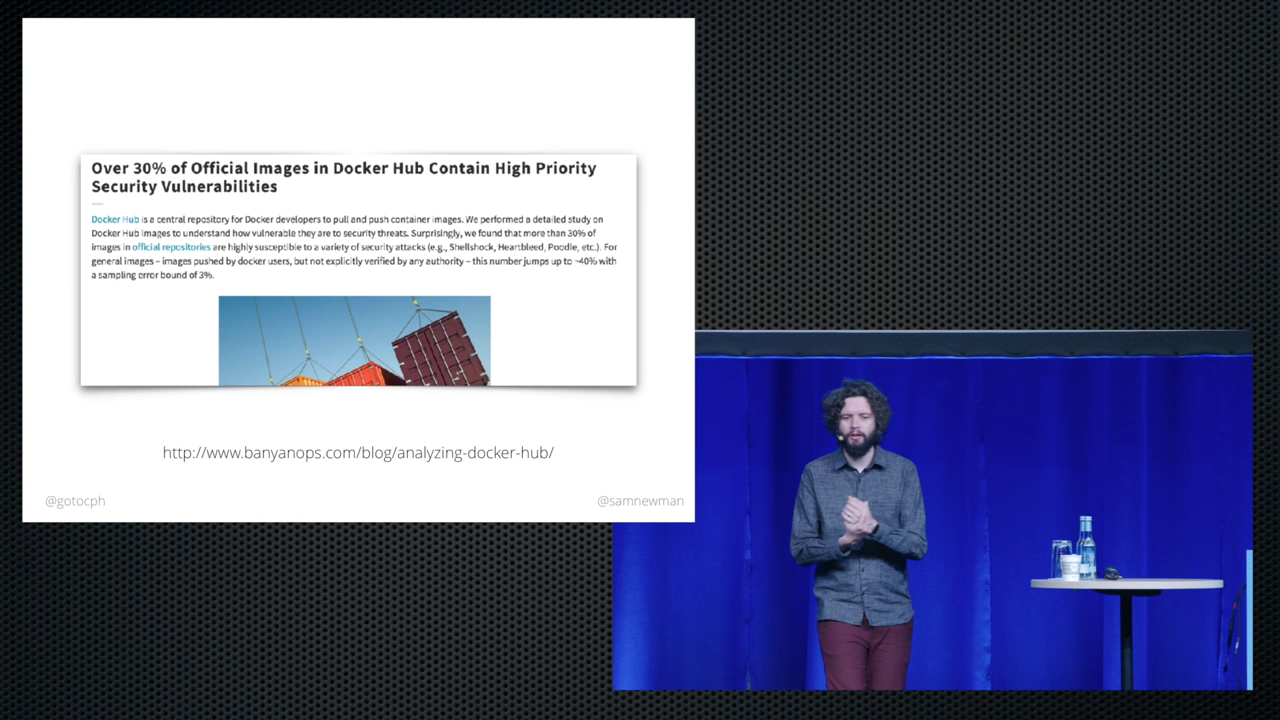 Over 30% of Official Images in Docker Hub Contain High Priority
Security Vulnerabilities
Docker Hub is a central repository for Docker developers to pull and push container images. We performed a detailed study on
Docker Hub images to understand how vulnerable they are to security threats. Surprisingly, we found that more than 30% of
images in official repositories are highly susceptible to a variety of security attacks (e.g., Shellshock, Heartbleed, Poodle, etc.). For
general images – images pushed by docker users, but not explicitly verified by any authority – this number jumps up to ~40% with
a sampling error bound of 3%.
http://www.banyanops.com/blog/analyzing-docker-hub/
@gotocph
@samnewman